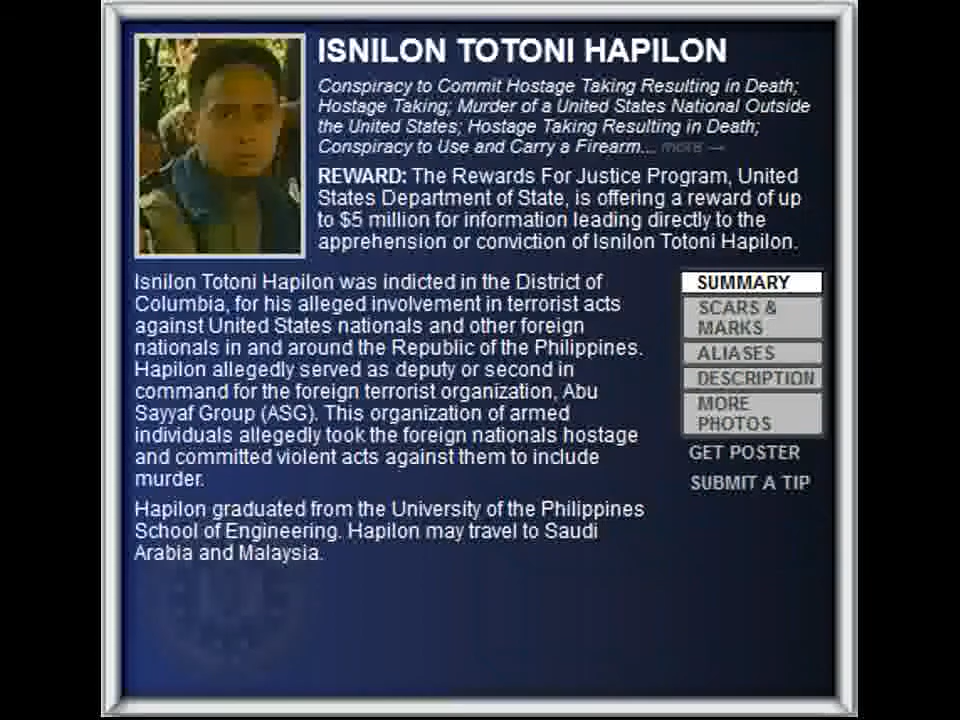 ISNILON TOTONI HAPILON
Conspiracy to Commit Hostage Taking Resulting in Death;
Hostage Taking; Murder of a United States National Outside
the United States; Hostage Taking Resulting in Death;
Conspiracy to Use and Carry a Firearm... more →
REWARD: The Rewards For Justice Program, United
States Department of State, is offering a reward of up
to $5 million for information leading directly to the
apprehension or conviction of Isnilon Totoni Hapilon.
Isnilon Totoni Hapilon was indicted in the District of
Columbia, for his alleged involvement in terrorist acts
against United States nationals and other foreign
nationals in and around the Republic of the Philippines.
Hapilon allegedly served as deputy or second in
command for the foreign terrorist organization, Abu
Sayyaf Group (ASG). This organization of armed
individuals allegedly took the foreign nationals hostage
and committed violent acts against them to include
murder.
Hapilon graduated from the University of the Philippines
School of Engineering. Hapilon may travel to Saudi
Arabia and Malaysia.
SUMMARY
SCARS &
MARKS
ALIASES
DESCRIPTION
MORE
PHOTOS
GET POSTER
SUBMIT A TIP